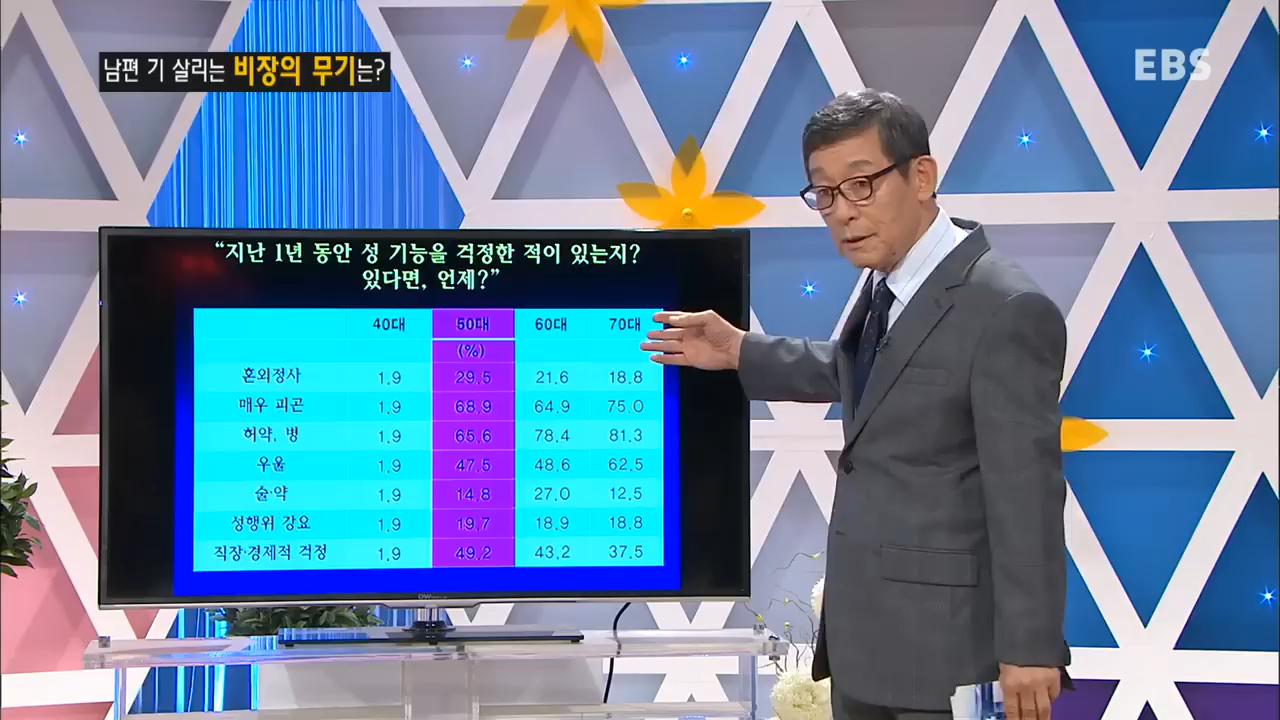 남편 기 살리는 비장의 무기는?
EBS
“지난 1년 동안 성 기능을 걱정한 적이 있는지?
있다면, 언제?”
40대 50대 60대 70대
(%)
혼외정사 1.9 29.5 21.6 18.8
매우 피곤 1.9 68.9 64.9 75.0
허약, 병 1.9 65.6 78.4 81.3
우울 1.9 47.5 48.6 62.5
술·약 1.9 14.8 27.0 12.5
성행위 강요 1.9 19.7 18.9 18.8
직장·경제적 걱정 1.9 49.2 43.2 37.5